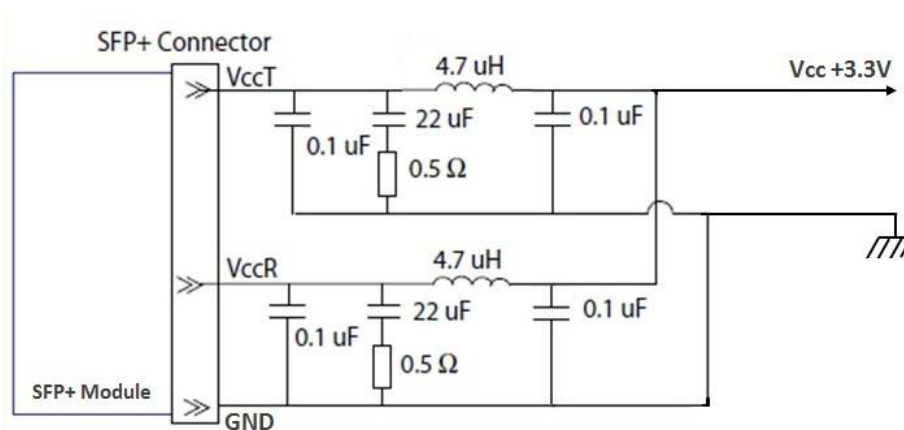 SFP+ Connector
VccT
4.7 uH
Vcc +3.3V
0.1 uF
22 uF
0.1 uF
0.5 Ω
VccR
4.7 uH
0.1 uF
22 uF
0.1 uF
0.5 Ω
SFP+ Module
GND